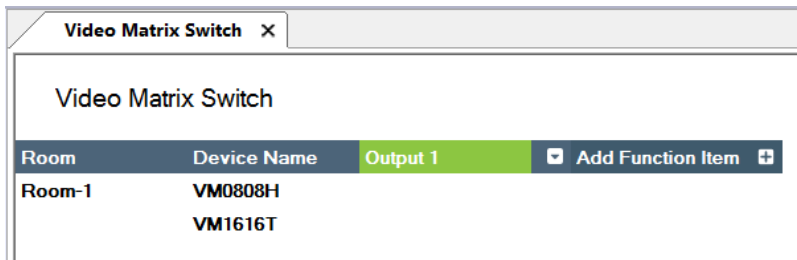 Video Matrix Switch ×
Video Matrix Switch
Room Device Name Output 1 Add Function Item
Room-1 VM0808H
VM1616T